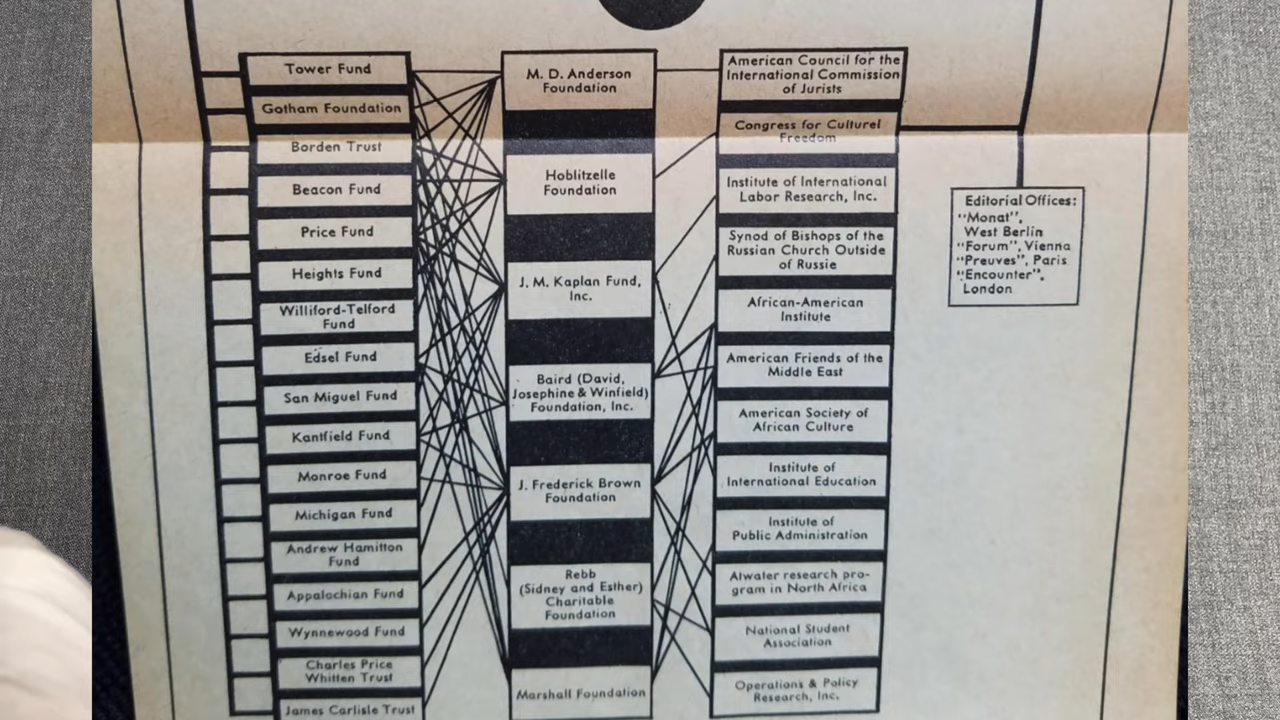 Tower Fund
Gotham Foundation
Borden Trust
Beacon Fund
Price Fund
Heights Fund
Williford-Telford
Fund
Edsel Fund
San Miguel Fund
Kantfield Fund
Monroe Fund
Michigan Fund
Andrew Hamilton
Fund
Appalachian Fund
Wynnewood Fund
Charles Price
Whitten Trust
James Carlisle Trust
M. D. Anderson
Foundation
Hoblitzelle
Foundation
J. M. Kaplan Fund,
Inc.
Baird (David,
Josephine & Winfield)
Foundation, Inc.
J. Frederick Brown
Foundation
Rebb
(Sidney and Esther)
Charitable
Foundation
Marshall Foundation
American Council for the
International Commission
of Jurists
Congress for Culturel
Freedom
Institute of International
Labor Research, Inc.
Synod of Bishops of the
Russian Church Outside
of Russie
African-American
Institute
American Friends of the
Middle East
American Society of
African Culture
Institute of
International Education
Institute of
Public Administration
Atwater research pro-
gram in North Africa
National Student
Association
Operations & Policy
Research, Inc.
Editorial Offices:
"Monat",
West Berlin
"Forum", Vienna
"Preuves", Paris
"Encounter",
London